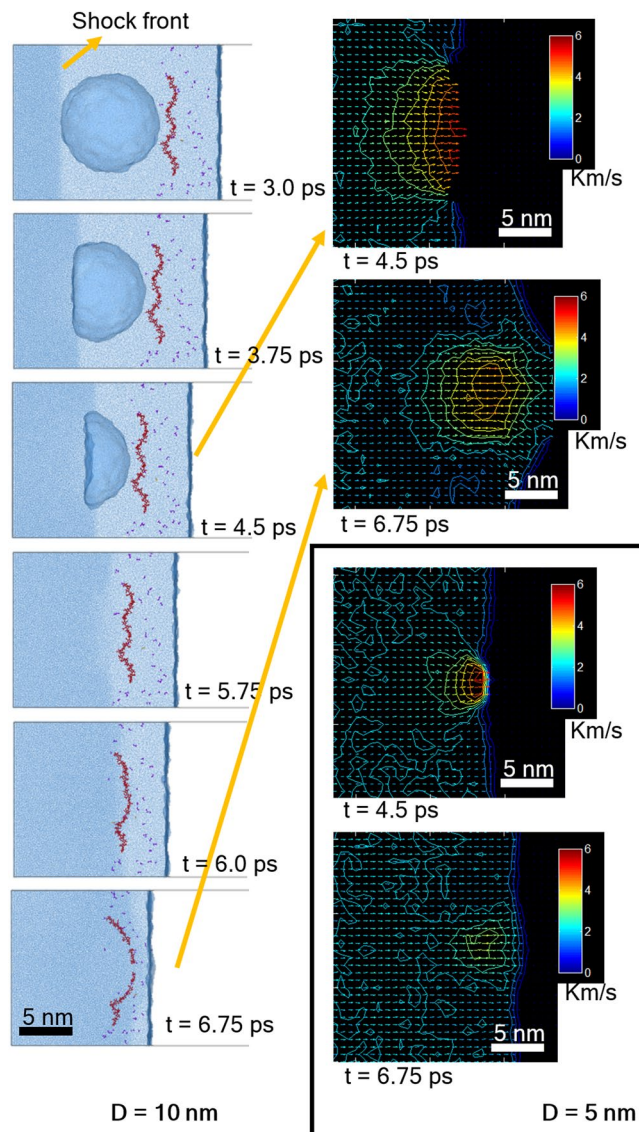 Shock front
t = 3.0 ps
t = 3.75 ps
t = 4.5 ps
t = 5.75 ps
t = 6.0 ps
5 nm
t = 6.75 ps
D = 10 nm
6
4
2
0
Km/s
5 nm
t = 4.5 ps
6
4
2
0
Km/s
5 nm
t = 6.75 ps
6
4
2
0
Km/s
5 nm
t = 4.5 ps
6
4
2
0
Km/s
5 nm
t = 6.75 ps
D = 5 nm